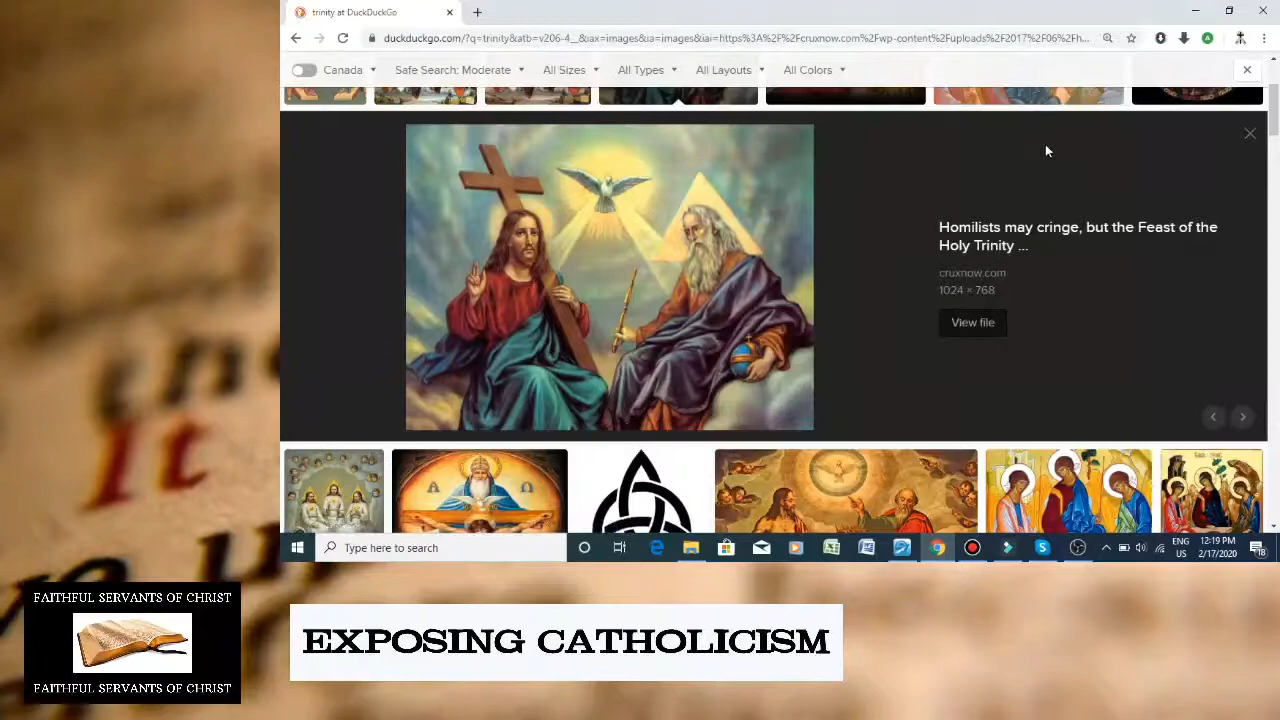 trinity at DuckDuckGo
duckduckgo.com/?q=trinity&atb=v206-4__&iax=images&ia=images&iai=https%3A%2F%2Fcruxnow.com%2Fwp-content%2Fuploads%2F2017%2F06%2Fh...
Canada
Safe Search: Moderate
All Sizes
All Types
All Layouts
All Colors
Homilists may cringe, but the Feast of the
Holy Trinity ...
cruxnow.com
1024 × 768
View file
Type here to search
ENG
US
12:19 PM
2/17/2020
18
It
FAITHFUL SERVANTS OF CHRIST
FAITHFUL SERVANTS OF CHRIST
EXPOSING CATHOLICISM